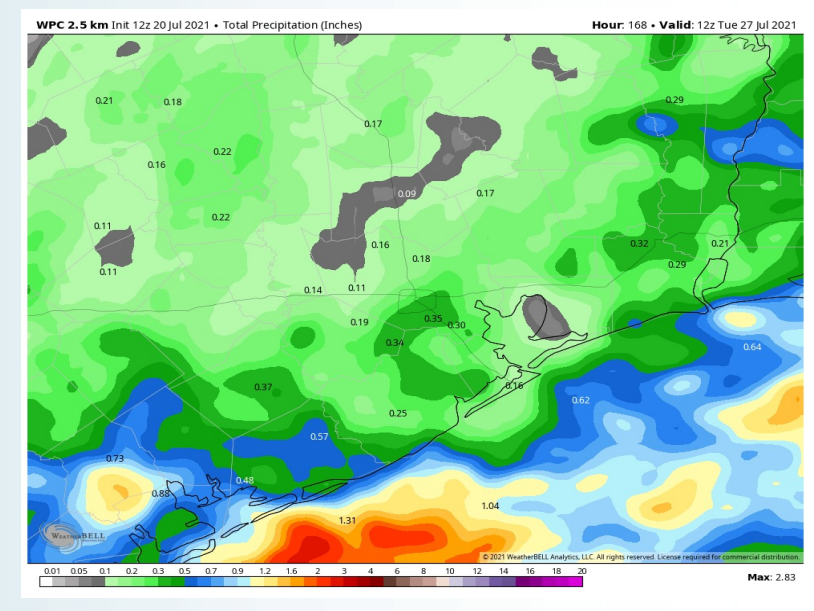 WPC 2.5 km Init 12z 20 Jul 2021 • Total Precipitation (Inches) Hour: 168 • Valid: 12z Tue 27 Jul 2021
0.21 0.18 0.29
0.17
0.22
0.16
0.09 0.17
0.22
0.11
0.16 0.32 0.21
0.18 0.29
0.11
0.14 0.11
0.19 0.35 0.30
0.34 0.64
0.37 0.16
0.62
0.25
0.57
0.73
0.48
0.88
1.04
1.31
WEATHERBELL
© 2021 WeatherBELL Analytics, LLC. All rights reserved. License required for commercial distribution.
0.01 0.05 0.1 0.2 0.3 0.5 0.7 0.9 1.2 1.6 2 3 4 6 8 10 12 14 16 18 20
Max: 2.83